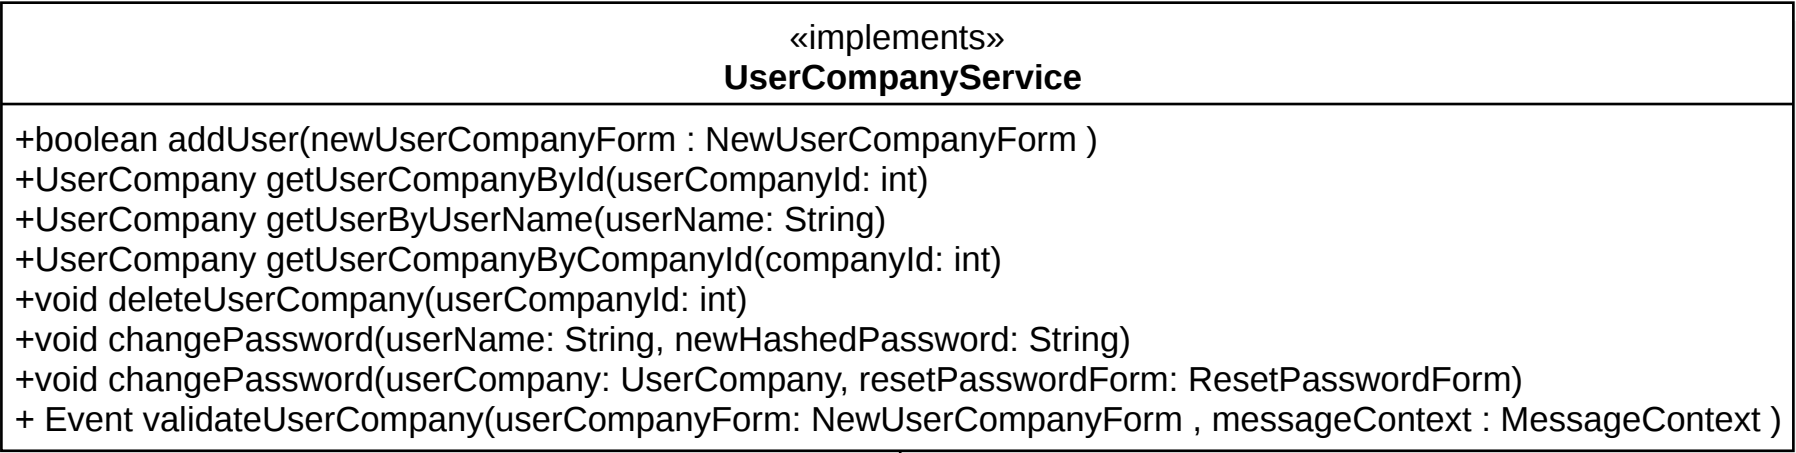 «implements»
UserCompanyService
+boolean addUser(newUserCompanyForm : NewUserCompanyForm )
+UserCompany getUserCompanyById(userCompanyId: int)
+UserCompany getUserByUserName(userName: String)
+UserCompany getUserCompanyByCompanyId(companyId: int)
+void deleteUserCompany(userCompanyId: int)
+void changePassword(userName: String, newHashedPassword: String)
+void changePassword(userCompany: UserCompany, resetPasswordForm: ResetPasswordForm)
+ Event validateUserCompany(userCompanyForm: NewUserCompanyForm , messageContext : MessageContext )